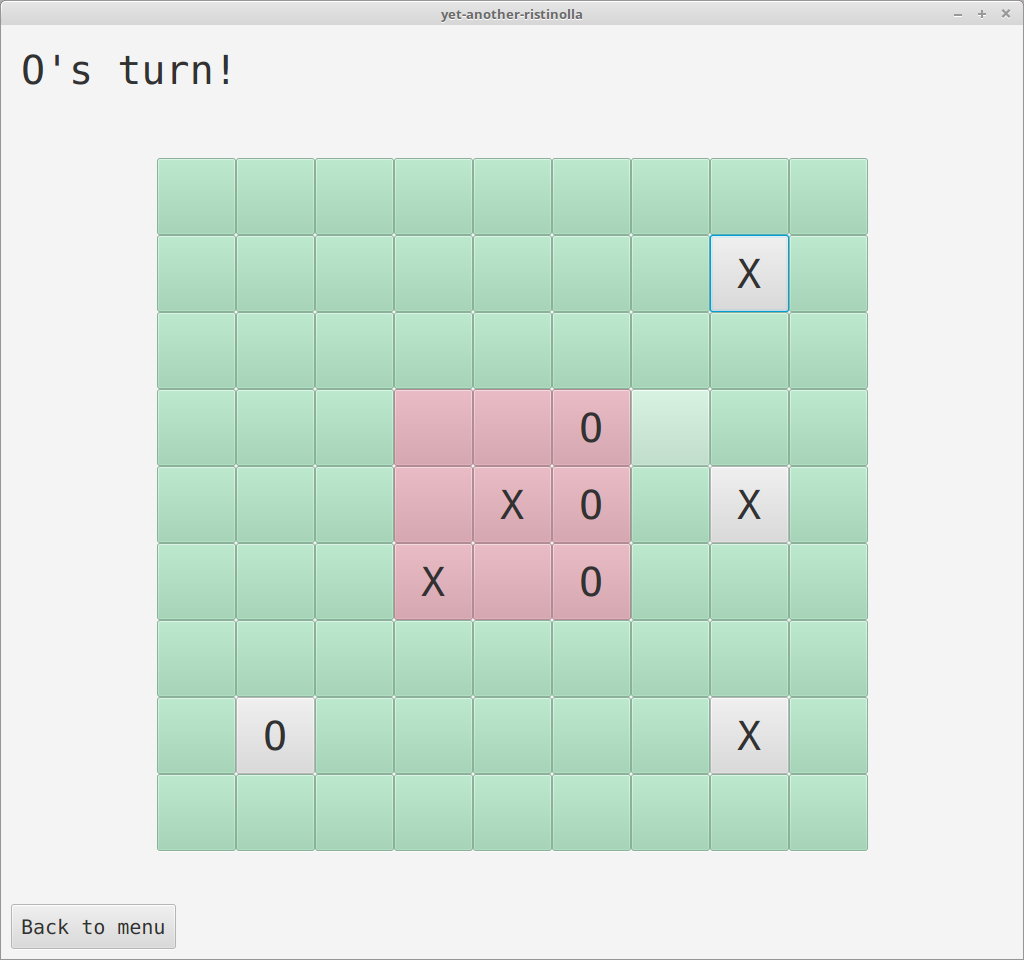 yet-another-ristinolla
O's turn!
X
O
X O X
X O
O X
Back to menu